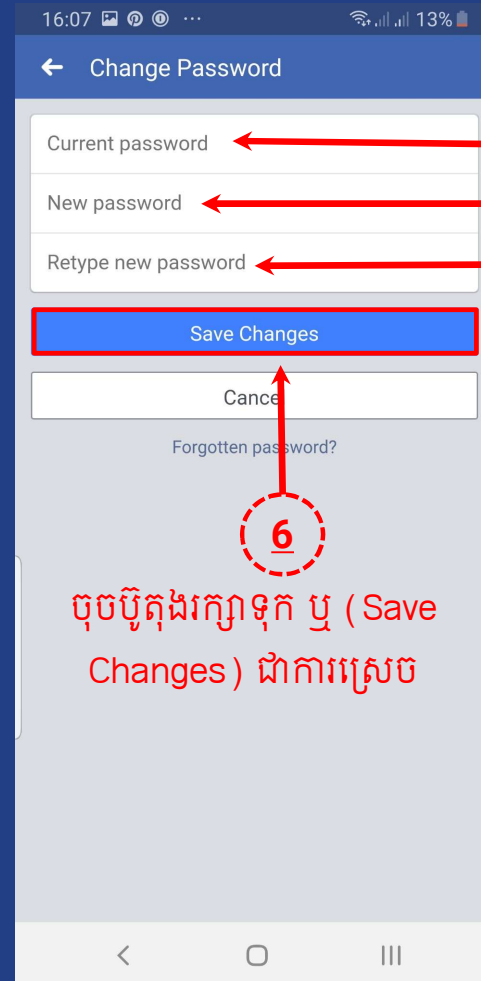 16:07 ... 13%
Change Password
Current password
New password
Retype new password
Save Changes
Cancel
Forgotten password?
6
ចុចប៊ូតុងរក្សាទុក ឬ ( Save
Changes ) ជាការស្រេច